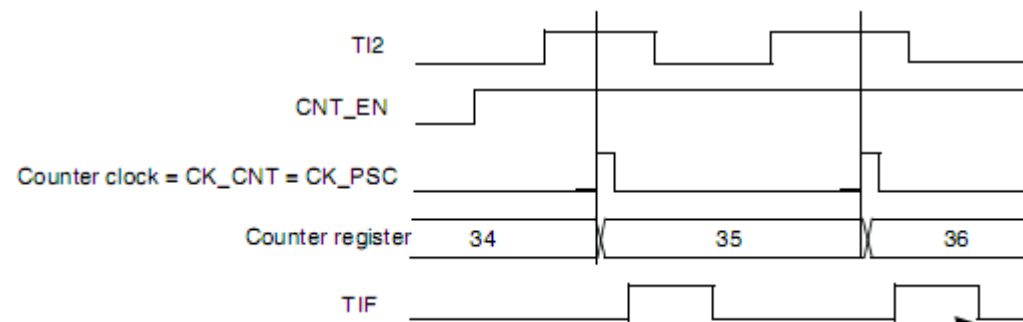 TI2
CNT_EN
Counter clock = CK_CNT = CK_PSC
Counter register 34 35 36
TIF